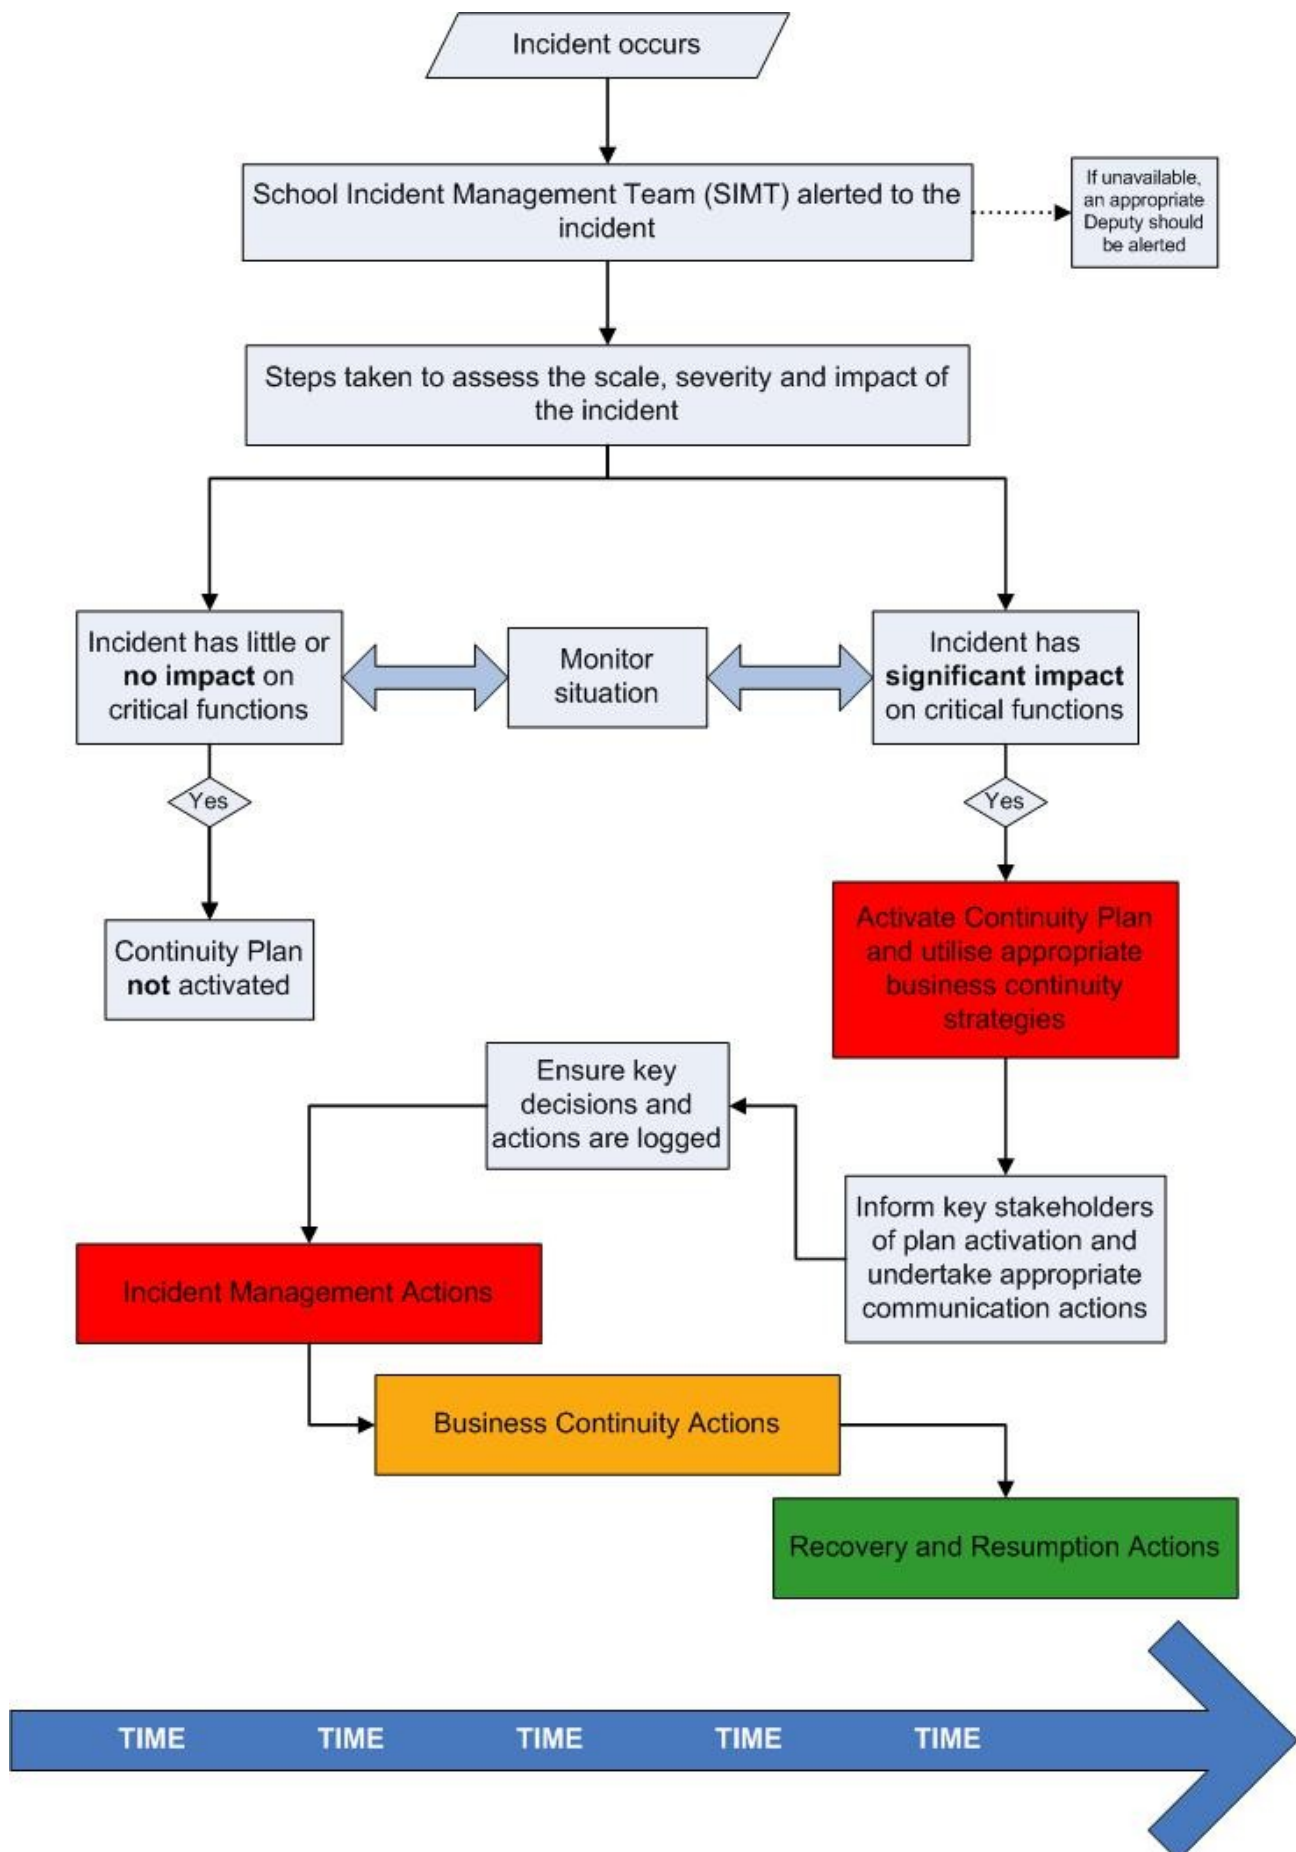 Incident occurs
School Incident Management Team (SIMT) alerted to the
incident
If unavailable,
an appropriate
Deputy should
be alerted
Steps taken to assess the scale, severity and impact of
the incident
Incident has little or
no impact on
critical functions
Monitor
situation
Incident has
significant impact
on critical functions
Yes
Yes
Continuity Plan
not activated
Activate Continuity Plan
and utilise appropriate
business continuity
strategies
Ensure key
decisions and
actions are logged
Inform key stakeholders
of plan activation and
undertake appropriate
communication actions
Incident Management Actions
Business Continuity Actions
Recovery and Resumption Actions
TIME TIME TIME TIME TIME